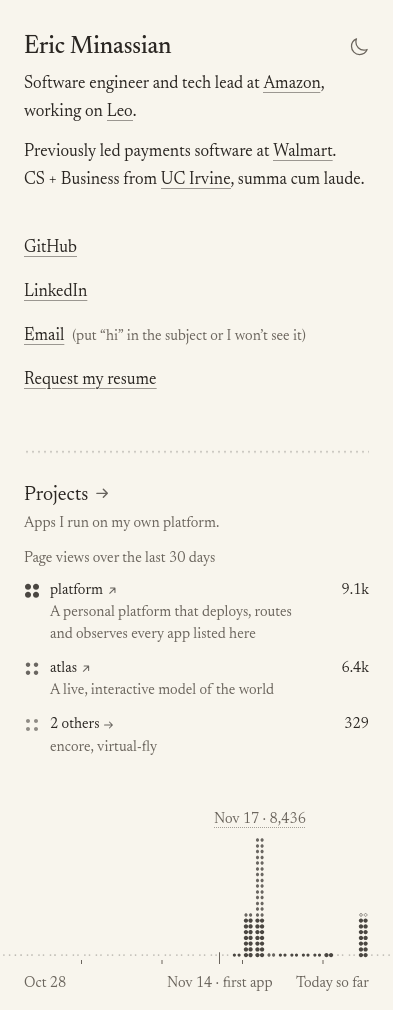 Eric Minassian
Software engineer and tech lead at Amazon,
working on Leo.
Previously led payments software at Walmart.
CS + Business from UC Irvine, summa cum laude.
GitHub
LinkedIn
Email (put “hi” in the subject or I won’t see it)
Request my resume
Projects →
Apps I run on my own platform.
Page views over the last 30 days
platform ↗ 9.1k
A personal platform that deploys, routes
and observes every app listed here
atlas ↗ 6.4k
A live, interactive model of the world
2 others → 329
encore, virtual-fly
Nov 17 · 8,436
Oct 28 Nov 14 · first app Today so far